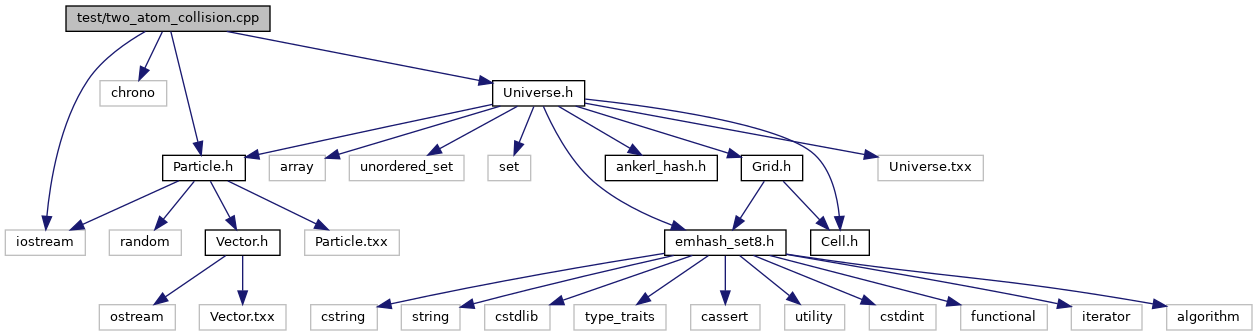 test/two_atom_collision.cpp
chrono
Universe.h
Particle.h
array
unordered_set
set
ankerl_hash.h
Grid.h
Universe.txx
iostream
random
Vector.h
Particle.txx
emhash_set8.h
Cell.h
ostream
Vector.txx
cstring
string
cstdlib
type_traits
cassert
utility
cstdint
functional
iterator
algorithm